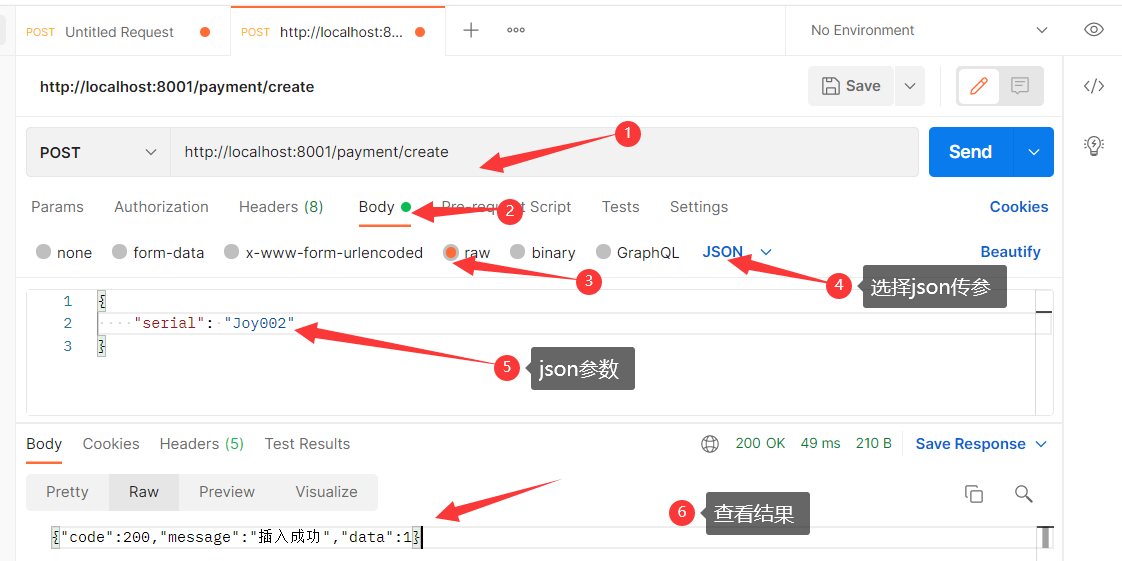 POST Untitled Request POST http://localhost:8... No Environment
http://localhost:8001/payment/create Save
1
POST http://localhost:8001/payment/create Send
Params Authorization Headers (8) Body 2 Tests Settings Cookies
none form-data x-www-form-urlencoded raw binary GraphQL JSON Beautify
3
4 选择json传参
1 {
2 "serial": "Joy002"
3 }
5 json参数
Body Cookies Headers (5) Test Results 200 OK 49 ms 210 B Save Response
Pretty Raw Preview Visualize
6 查看结果
{"code":200,"message":"插入成功","data":1}